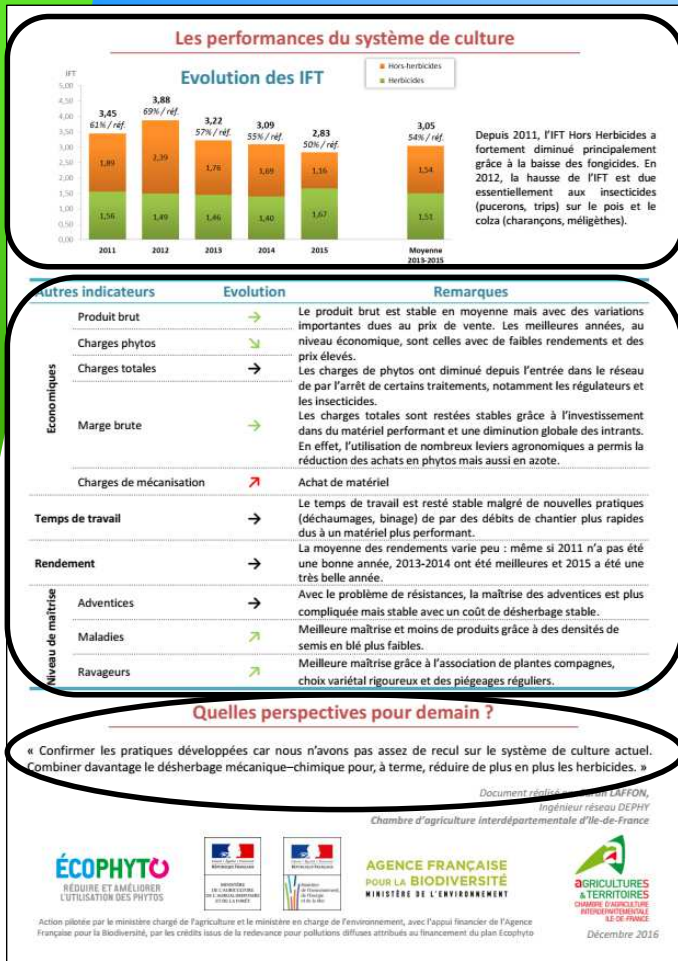 Les performances du système de culture
Evolution des IFT
Hors-herbicides
Herbicides
IFT
5,00
4,50
4,00
3,50
3,00
2,50
2,00
1,50
1,00
0,50
0,00
3,45
61% / réf.
3,88
69% / réf.
3,22
57% / réf.
3,09
55% / réf.
2,83
50% / réf.
3,05
54% / réf.
1,89
2,39
1,76
1,69
1,16
1,54
1,56
1,49
1,46
1,40
1,67
1,51
2011
2012
2013
2014
2015
Moyenne
2013-2015
Depuis 2011, l'IFT Hors Herbicides a
fortement diminué principalement
grâce à la baisse des fongicides. En
2012, la hausse de l'IFT est due
essentiellement aux insecticides
(pucerons, trips) sur le pois et le
colza (charançons, méligèthes).
Autres indicateurs Evolution Remarques
Economiques
Produit brut
Charges phytos
Charges totales
Marge brute
Le produit brut est stable en moyenne mais avec des variations
importantes dues au prix de vente. Les meilleures années, au
niveau économique, sont celles avec de faibles rendements et des
prix élevés.
Les charges de phytos ont diminué depuis l'entrée dans le réseau
de par l'arrêt de certains traitements, notamment les régulateurs et
les insecticides.
Les charges totales sont restées stables grâce à l'investissement
dans du matériel performant et une diminution globale des intrants.
En effet, l'utilisation de nombreux leviers agronomiques a permis la
réduction des achats en phytos mais aussi en azote.
Charges de mécanisation
Achat de matériel
Temps de travail
Le temps de travail est resté stable malgré de nouvelles pratiques
(déchaumages, binage) de par des débits de chantier plus rapides
dus à un matériel plus performant.
Rendement
La moyenne des rendements varie peu : même si 2011 n'a pas été
une bonne année, 2013-2014 ont été meilleures et 2015 a été une
très belle année.
Niveau de maîtrise
Adventices
Avec le problème de résistances, la maîtrise des adventices est plus
compliquée mais stable avec un coût de désherbage stable.
Maladies
Meilleure maîtrise et moins de produits grâce à des densités de
semis en blé plus faibles.
Ravageurs
Meilleure maîtrise grâce à l'association de plantes compagnes,
choix variétal rigoureux et des piégeages réguliers.
Quelles perspectives pour demain ?
« Confirmer les pratiques développées car nous n'avons pas assez de recul sur le système de culture actuel.
Combiner davantage le désherbage mécanique–chimique pour, à terme, réduire de plus en plus les herbicides. »
Document réalisé par LAFFON,
Ingénieur réseau DEPHY
Chambre d'agriculture interdépartementale d'Ile-de-France
ÉCOPHYTO
RÉDUIRE ET AMÉLIORER
L'UTILISATION DES PHYTOS
RÉPUBLIQUE FRANÇAISE
MINISTÈRE
DE L'AGRICULTURE
DE L'AGROALIMENTAIRE
ET DE LA FORÊT
RÉPUBLIQUE FRANÇAISE
AGENCE FRANÇAISE
POUR LA BIODIVERSITÉ
MINISTÈRE DE L'ENVIRONNEMENT
AGRICULTURES
& TERRITOIRES
CHAMBRE D'AGRICULTURE
INTERDÉPARTEMENTALE
ILE-DE-FRANCE
Action pilotée par le ministère chargé de l'agriculture et le ministère en charge de l'environnement, avec l'appui financier de l'Agence
Française pour la Biodiversité, par les crédits issus de la redevance pour pollutions diffuses attribués au financement du plan Ecophyto
Décembre 2016